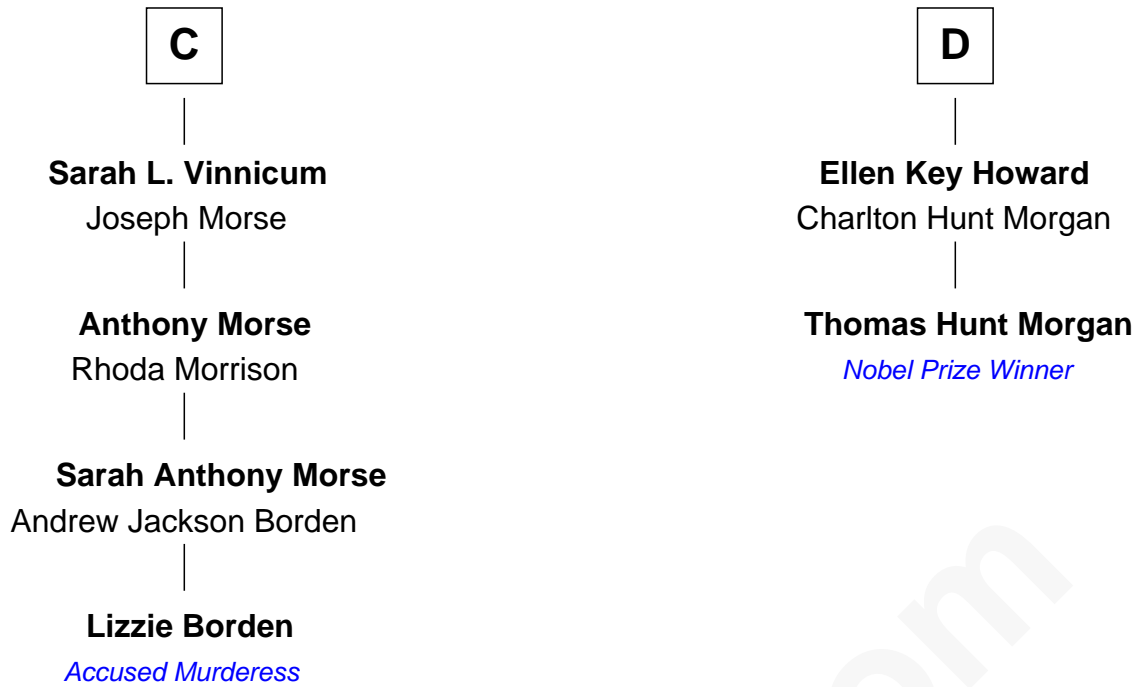 C
Sarah L. Vinnicum
Joseph Morse
Anthony Morse
Rhoda Morrison
Sarah Anthony Morse
Andrew Jackson Borden
Lizzie Borden
Accused Murderess
D
Ellen Key Howard
Charlton Hunt Morgan
Thomas Hunt Morgan
Nobel Prize Winner
om